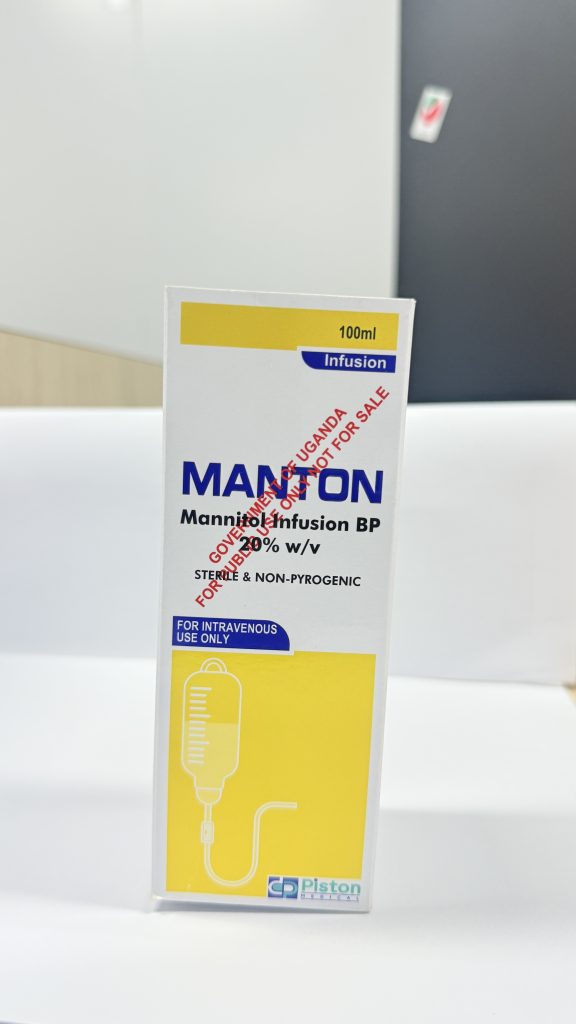 100ml
Infusion
GOVERNMENT OF UGANDA
FOR PUBLIC USE ONLY NOT FOR SALE
MANTON
Mannitol Infusion BP
20% w/v
STERILE & NON-PYROGENIC
FOR INTRAVENOUS
USE ONLY
Piston
MEDICAL